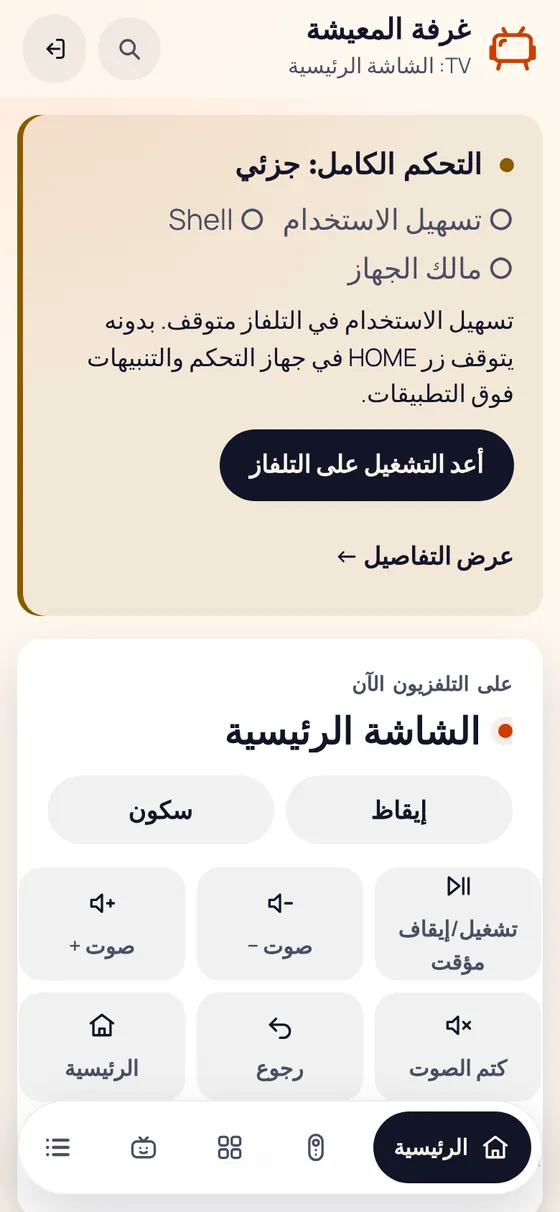 غرفة المعيشة
TV: الشاشة الرئيسية
التحكم الكامل: جزئي
تسهيل الاستخدام Shell
مالك الجهاز
تسهيل الاستخدام في التلفاز متوقف. بدونه
يتوقف زر HOME في جهاز التحكم والتنبيهات
فوق التطبيقات.
أعد التشغيل على التلفاز
عرض التفاصيل ←
على التلفزيون الآن
الشاشة الرئيسية
إيقاظ سكون
تشغيل/إيقاف
مؤقت
صوت −
صوت +
كتم الصوت رجوع الرئيسية
الرئيسية